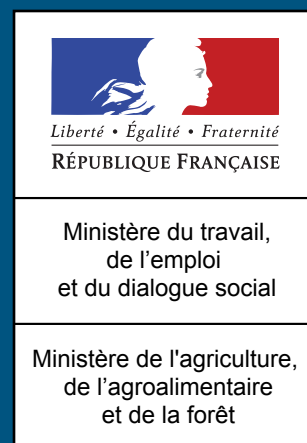 Liberté • Égalité • Fraternité
RÉPUBLIQUE FRANÇAISE
Ministère du travail,
de l’emploi
et du dialogue social
Ministère de l'agriculture,
de l’agroalimentaire
et de la forêt